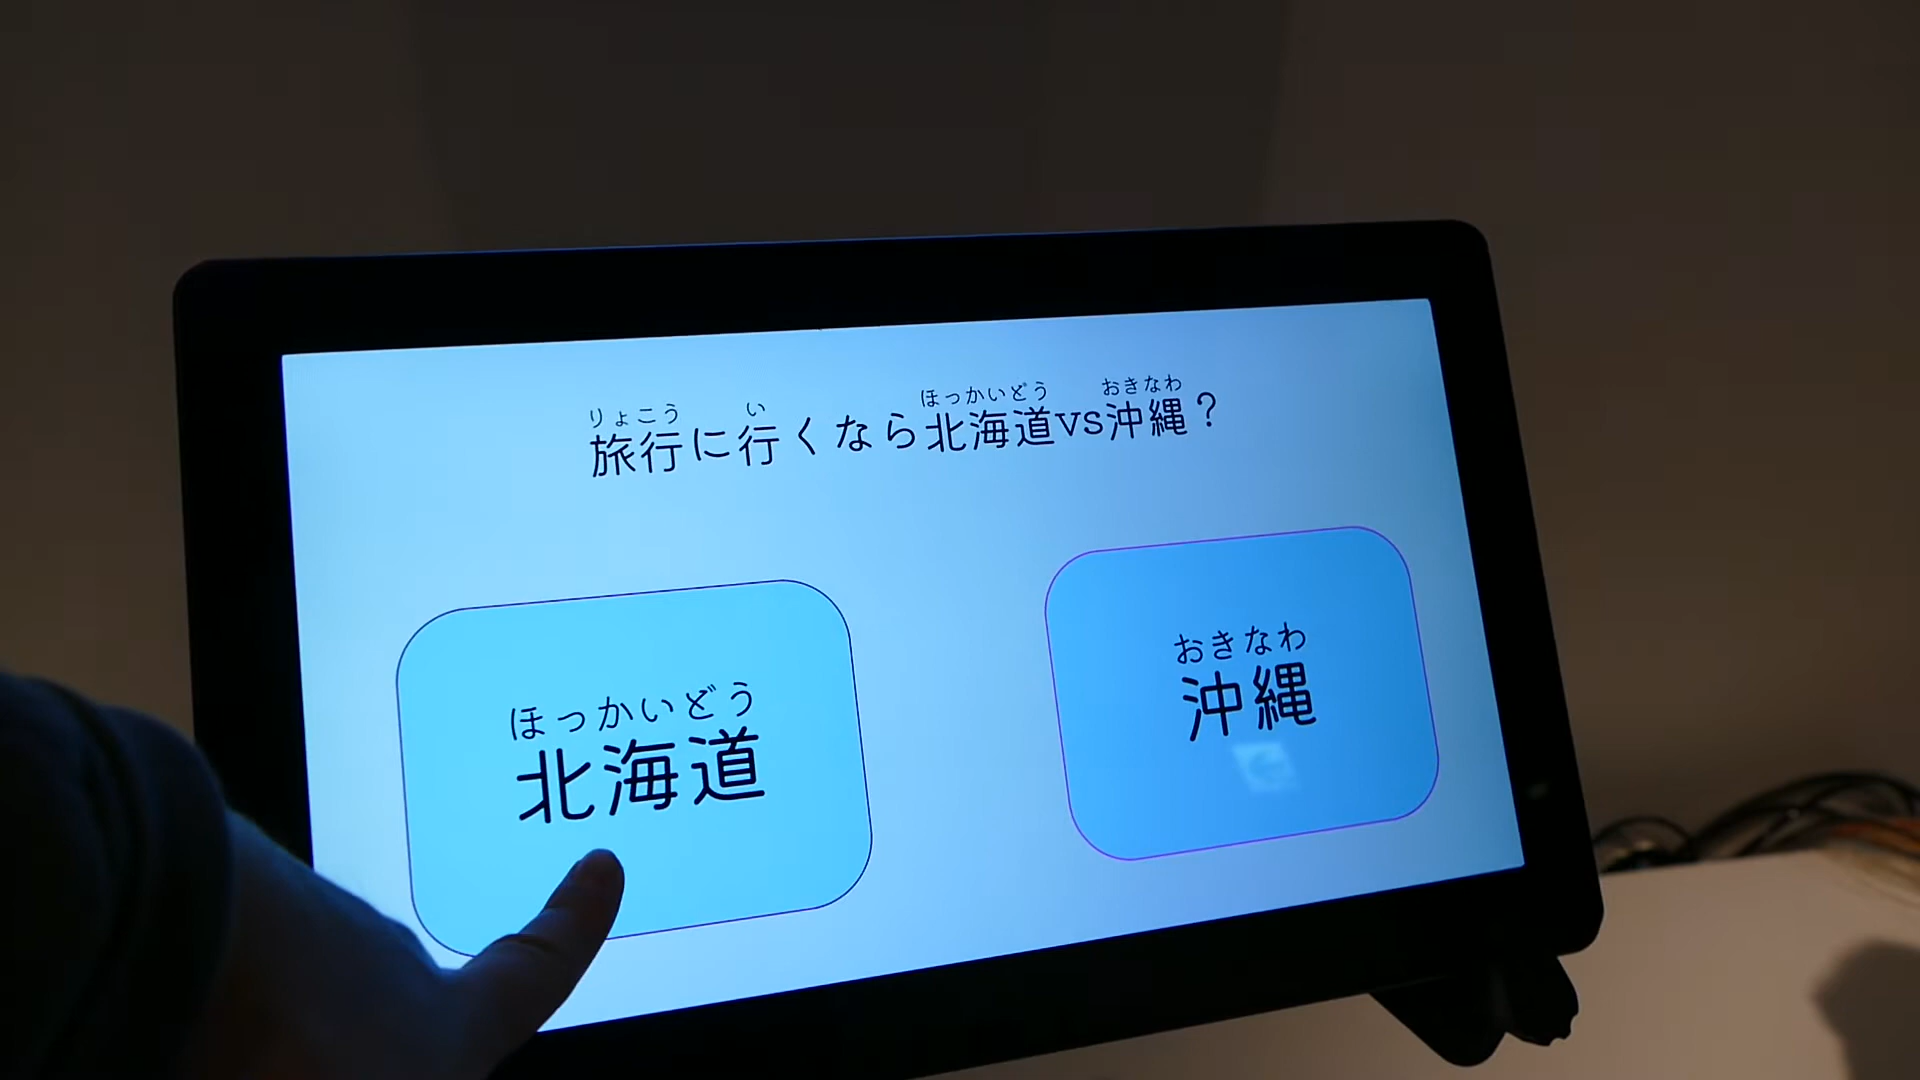 りょこう い ほっかいどう おきなわ
旅行に行くなら北海道vs沖縄？
ほっかいどう
北海道
おきなわ
沖縄